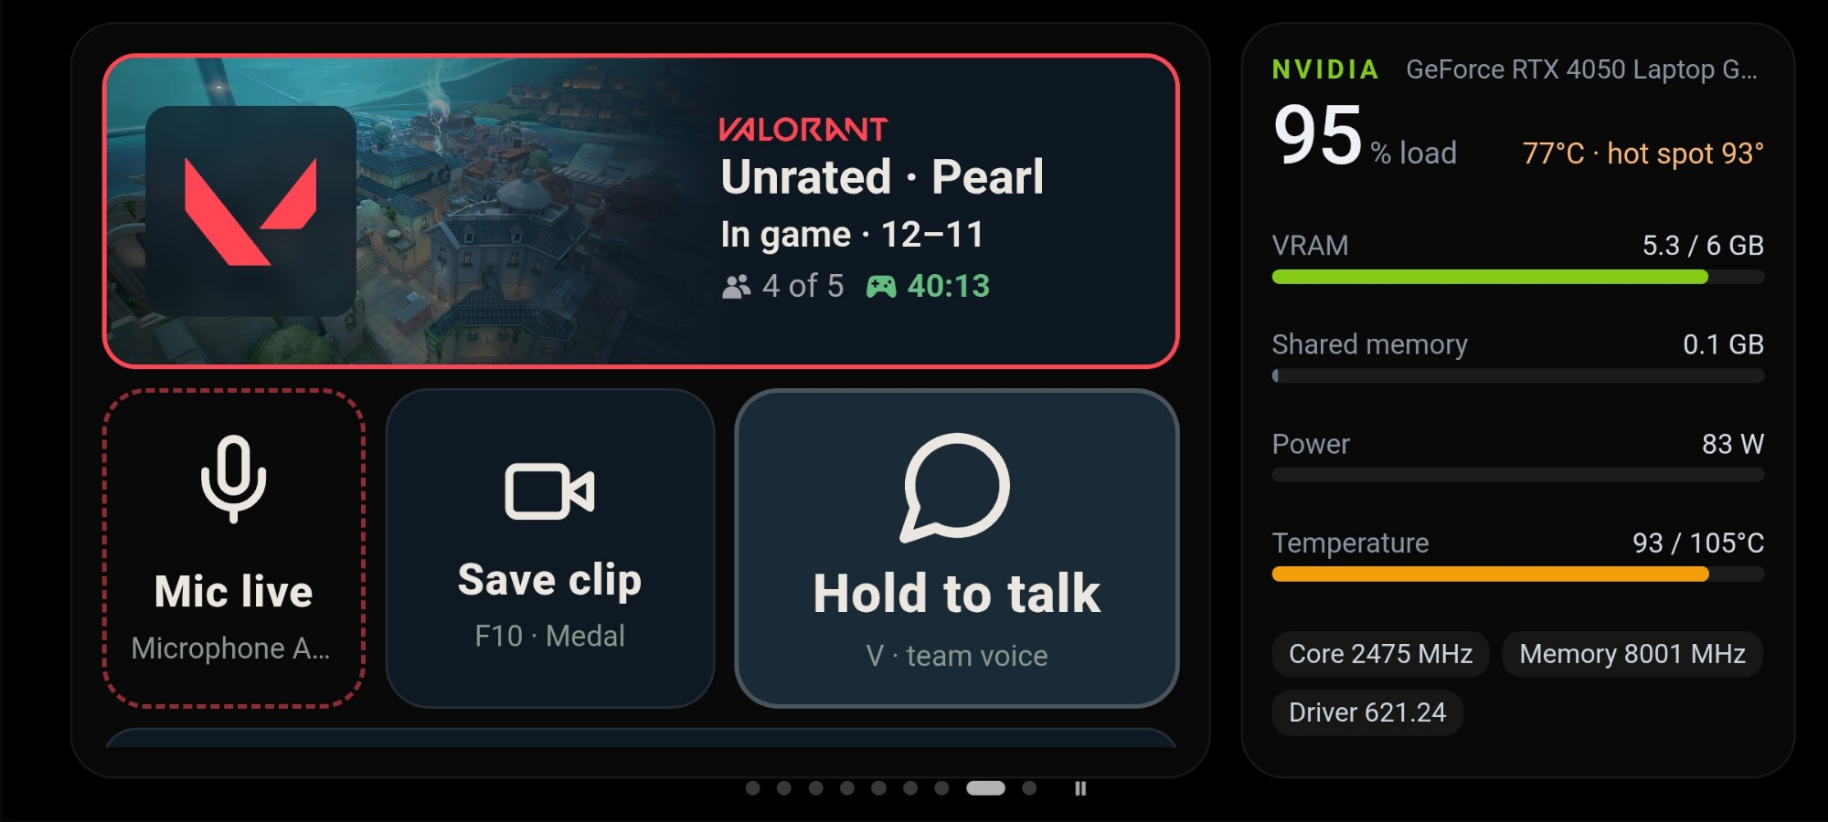 VALORANT
Unrated · Pearl
In game · 12–11
4 of 5 40:13
Mic live
Microphone A...
Save clip
F10 · Medal
Hold to talk
V · team voice
NVIDIA GeForce RTX 4050 Laptop G...
95 % load 77°C · hot spot 93°
VRAM 5.3 / 6 GB
Shared memory 0.1 GB
Power 83 W
Temperature 93 / 105°C
Core 2475 MHz Memory 8001 MHz
Driver 621.24